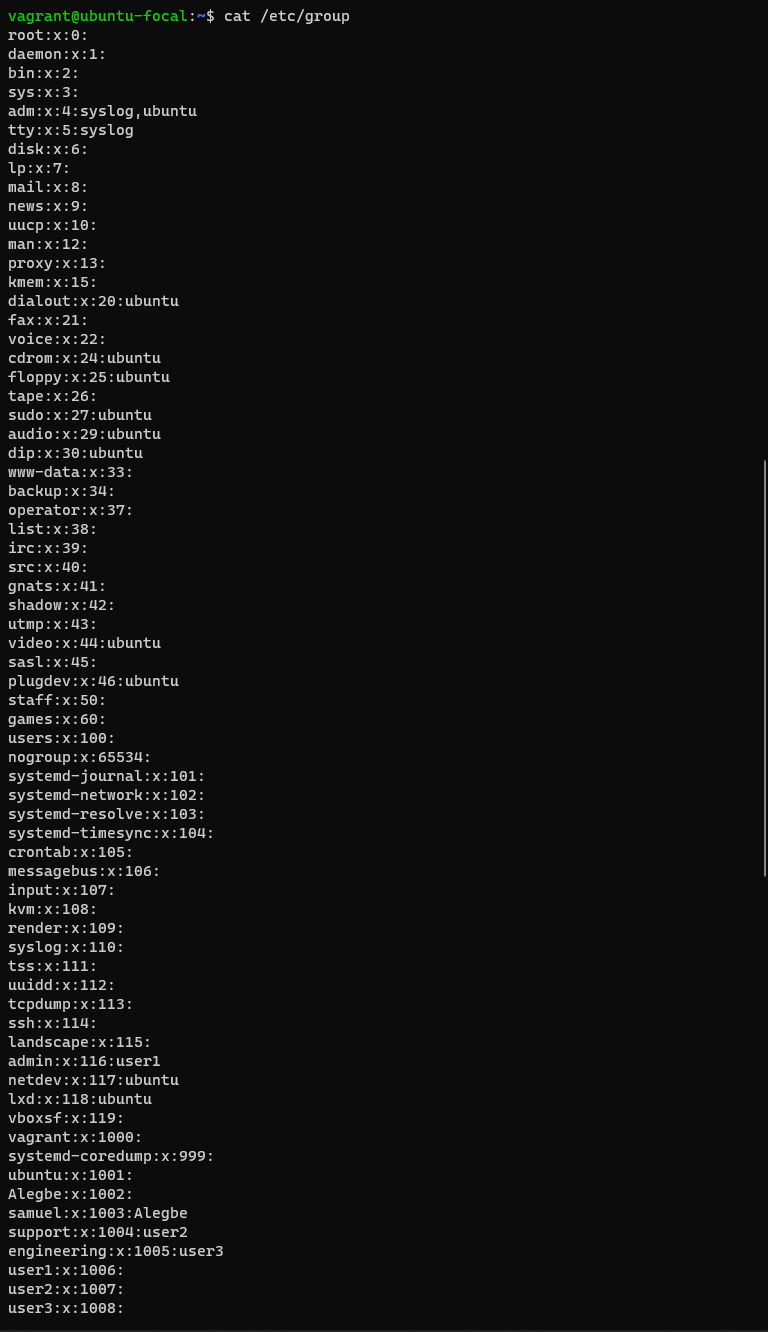 vagrant@ubuntu-focal:~$ cat /etc/group
root:x:0:
daemon:x:1:
bin:x:2:
sys:x:3:
adm:x:4:syslog,ubuntu
tty:x:5:syslog
disk:x:6:
lp:x:7:
mail:x:8:
news:x:9:
uucp:x:10:
man:x:12:
proxy:x:13:
kmem:x:15:
dialout:x:20:ubuntu
fax:x:21:
voice:x:22:
cdrom:x:24:ubuntu
floppy:x:25:ubuntu
tape:x:26:
sudo:x:27:ubuntu
audio:x:29:ubuntu
dip:x:30:ubuntu
www-data:x:33:
backup:x:34:
operator:x:37:
list:x:38:
irc:x:39:
src:x:40:
gnats:x:41:
shadow:x:42:
utmp:x:43:
video:x:44:ubuntu
sasl:x:45:
plugdev:x:46:ubuntu
staff:x:50:
games:x:60:
users:x:100:
nogroup:x:65534:
systemd-journal:x:101:
systemd-network:x:102:
systemd-resolve:x:103:
systemd-timesync:x:104:
crontab:x:105:
messagebus:x:106:
input:x:107:
kvm:x:108:
render:x:109:
syslog:x:110:
tss:x:111:
uuidd:x:112:
tcpdump:x:113:
ssh:x:114:
landscape:x:115:
admin:x:116:user1
netdev:x:117:ubuntu
lxd:x:118:ubuntu
vboxsf:x:119:
vagrant:x:1000:
systemd-coredump:x:999:
ubuntu:x:1001:
Alegbe:x:1002:
samuel:x:1003:Alegbe
support:x:1004:user2
engineering:x:1005:user3
user1:x:1006:
user2:x:1007:
user3:x:1008: